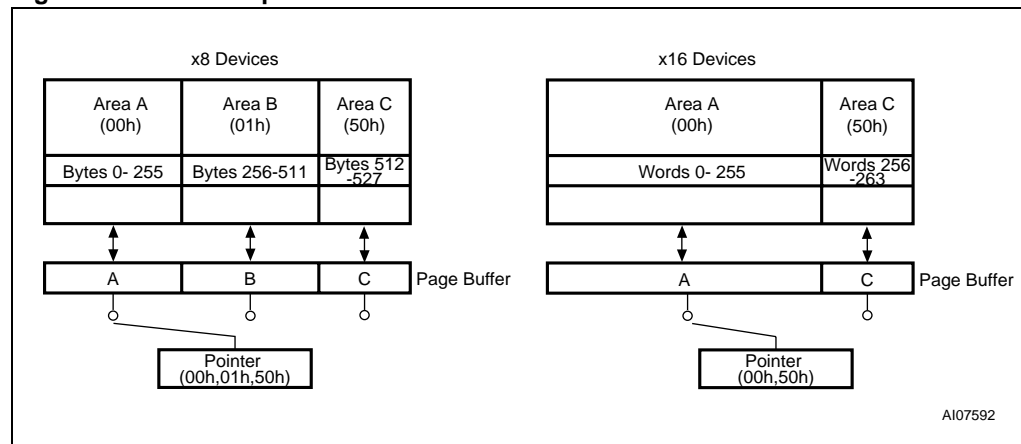 x8 Devices
Area A
(00h)
Area B
(01h)
Area C
(50h)
Bytes 0- 255
Bytes 256-511
Bytes 512
-527
A
B
C
Page Buffer
Pointer
(00h,01h,50h)
x16 Devices
Area A
(00h)
Area C
(50h)
Words 0- 255
Words 256
-263
A
C
Page Buffer
Pointer
(00h,50h)
AI07592